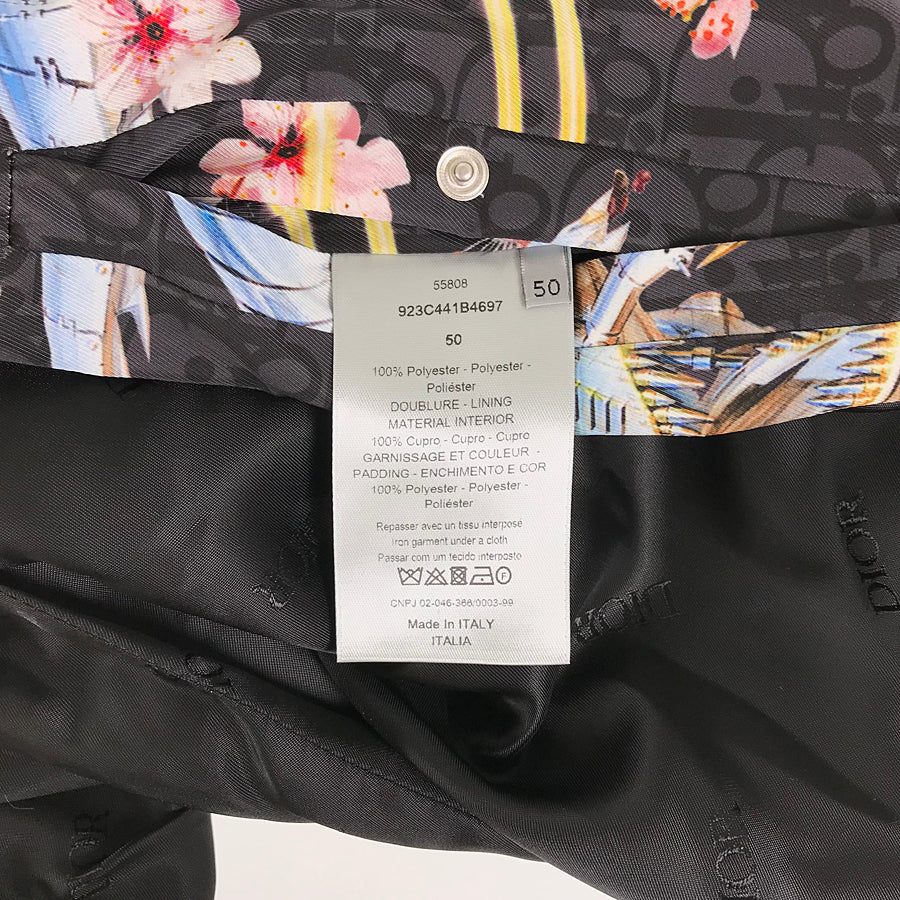 55808
50
923C441B4697
50
100% Polyester - Polyester -
Poliéster
DOUBLURE - LINING
MATERIAL INTERIOR
100% Cupro - Cupro - Cupro
GARNISSAGE ET COULEUR -
PADDING - ENCHIMENTO E COR
100% Polyester - Polyester -
Poliéster
Repasser avec un tissu interposé
Iron garment under a cloth
Passar com um tecido interposto
CNPJ 02-046-366/0003-99
Made In ITALY
ITALIA
DIOR
DIOR
DIOR